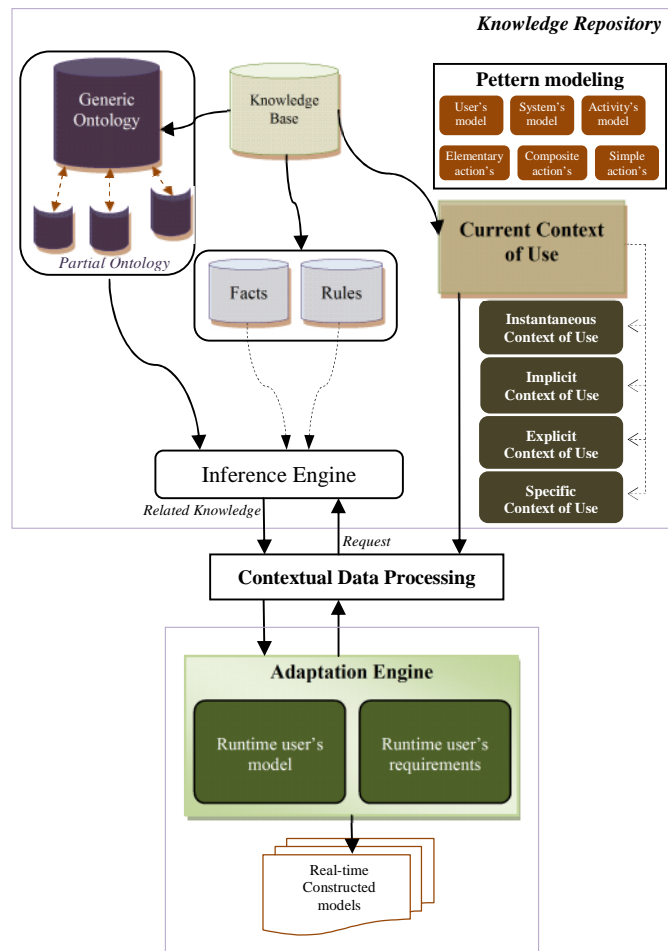 Knowledge Repository
Generic
Ontology
Partial Ontology
Knowledge
Base
Pettern modeling
User's
model
System's
model
Activity's
model
Elementary
action's
Composite
action's
Simple
action's
Current Context
of Use
Facts
Rules
Instantaneous
Context of Use
Implicit
Context of Use
Explicit
Context of Use
Specific
Context of Use
Inference Engine
Related Knowledge
Request
Contextual Data Processing
Adaptation Engine
Runtime user's
model
Runtime user's
requirements
Real-time
Constructed
models